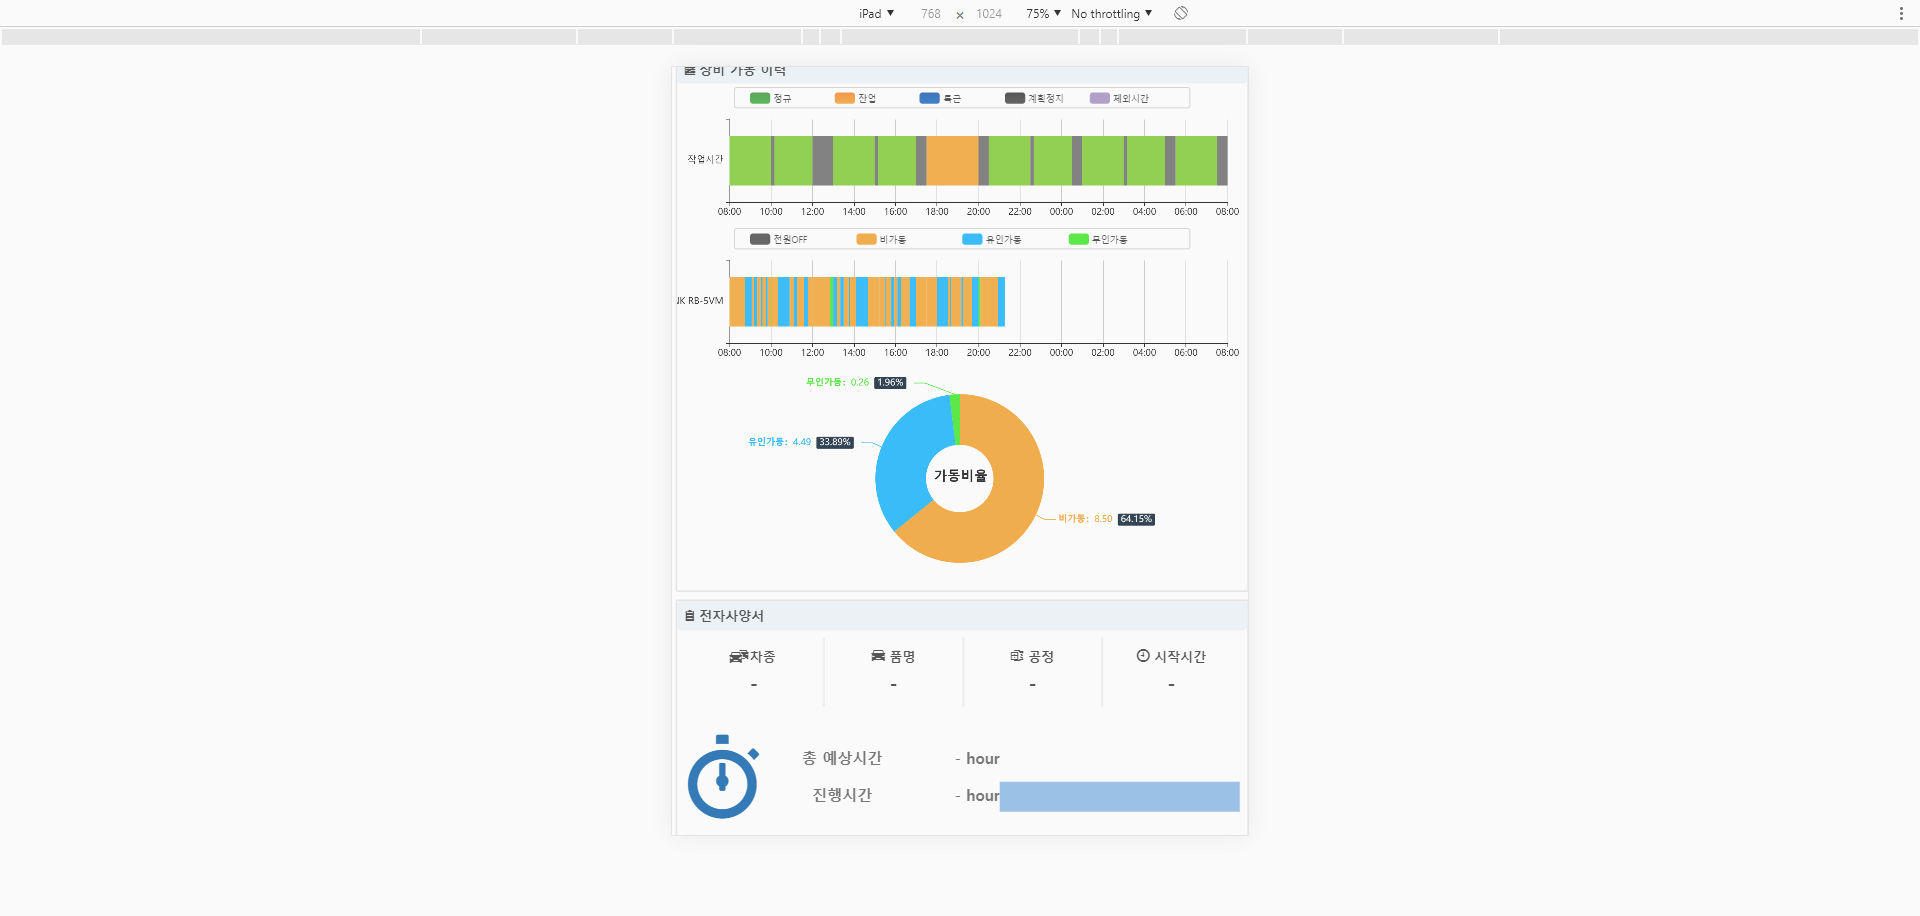 iPad ▼ 768 × 1024 75% ▼ No throttling ▼
장비 가동 이력
정규 잔업 특근 계획정지 제외시간
작업시간
08:00 10:00 12:00 14:00 16:00 18:00 20:00 22:00 00:00 02:00 04:00 06:00 08:00
전원OFF 비가동 유인가동 무인가동
RB-5VM
08:00 10:00 12:00 14:00 16:00 18:00 20:00 22:00 00:00 02:00 04:00 06:00 08:00
무인가동: 0.26 1.96%
유인가동: 4.49 33.89%
가동비율
비가동: 8.50 64.15%
전자사양서
차종 품명 공정 시작시간
- - - -
총 예상시간 - hour
진행시간 - hour